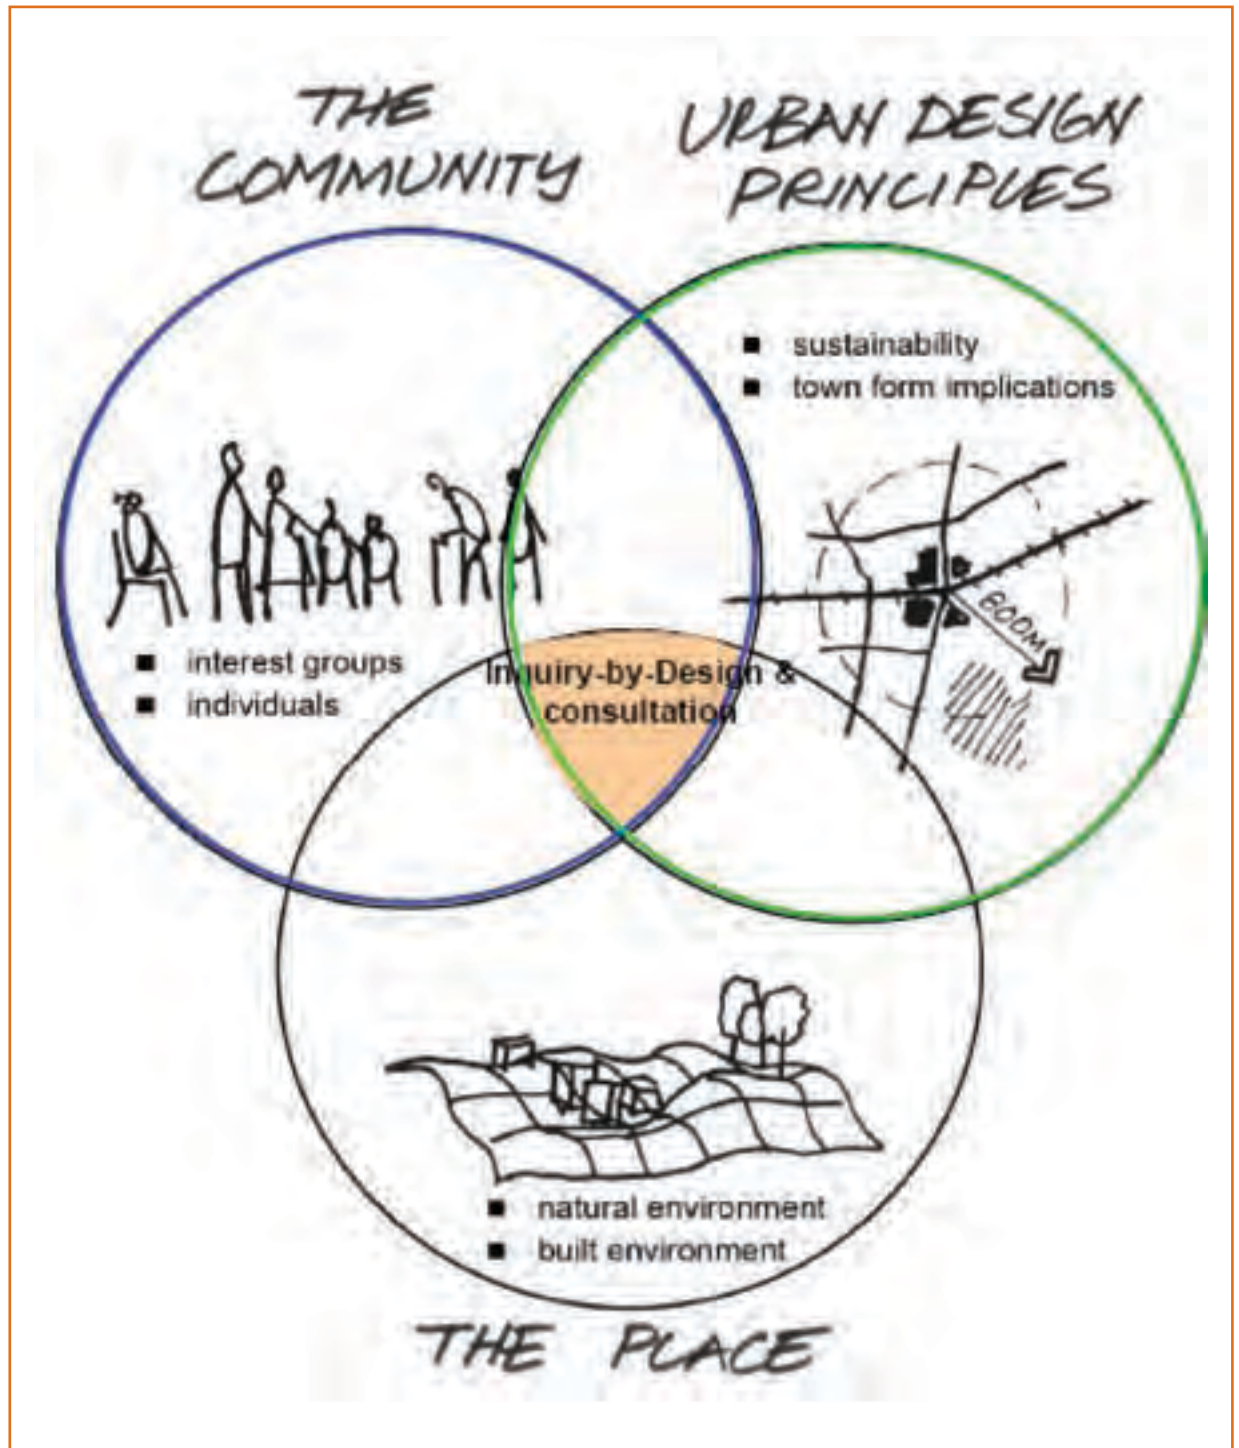 THE
COMMUNITY
URBAN DESIGN
PRINCIPLES
■ sustainability
■ town form implications
800M
■ interest groups
■ individuals
Inquiry-by-Design &
consultation
■ natural environment
■ built environment
THE PLACE